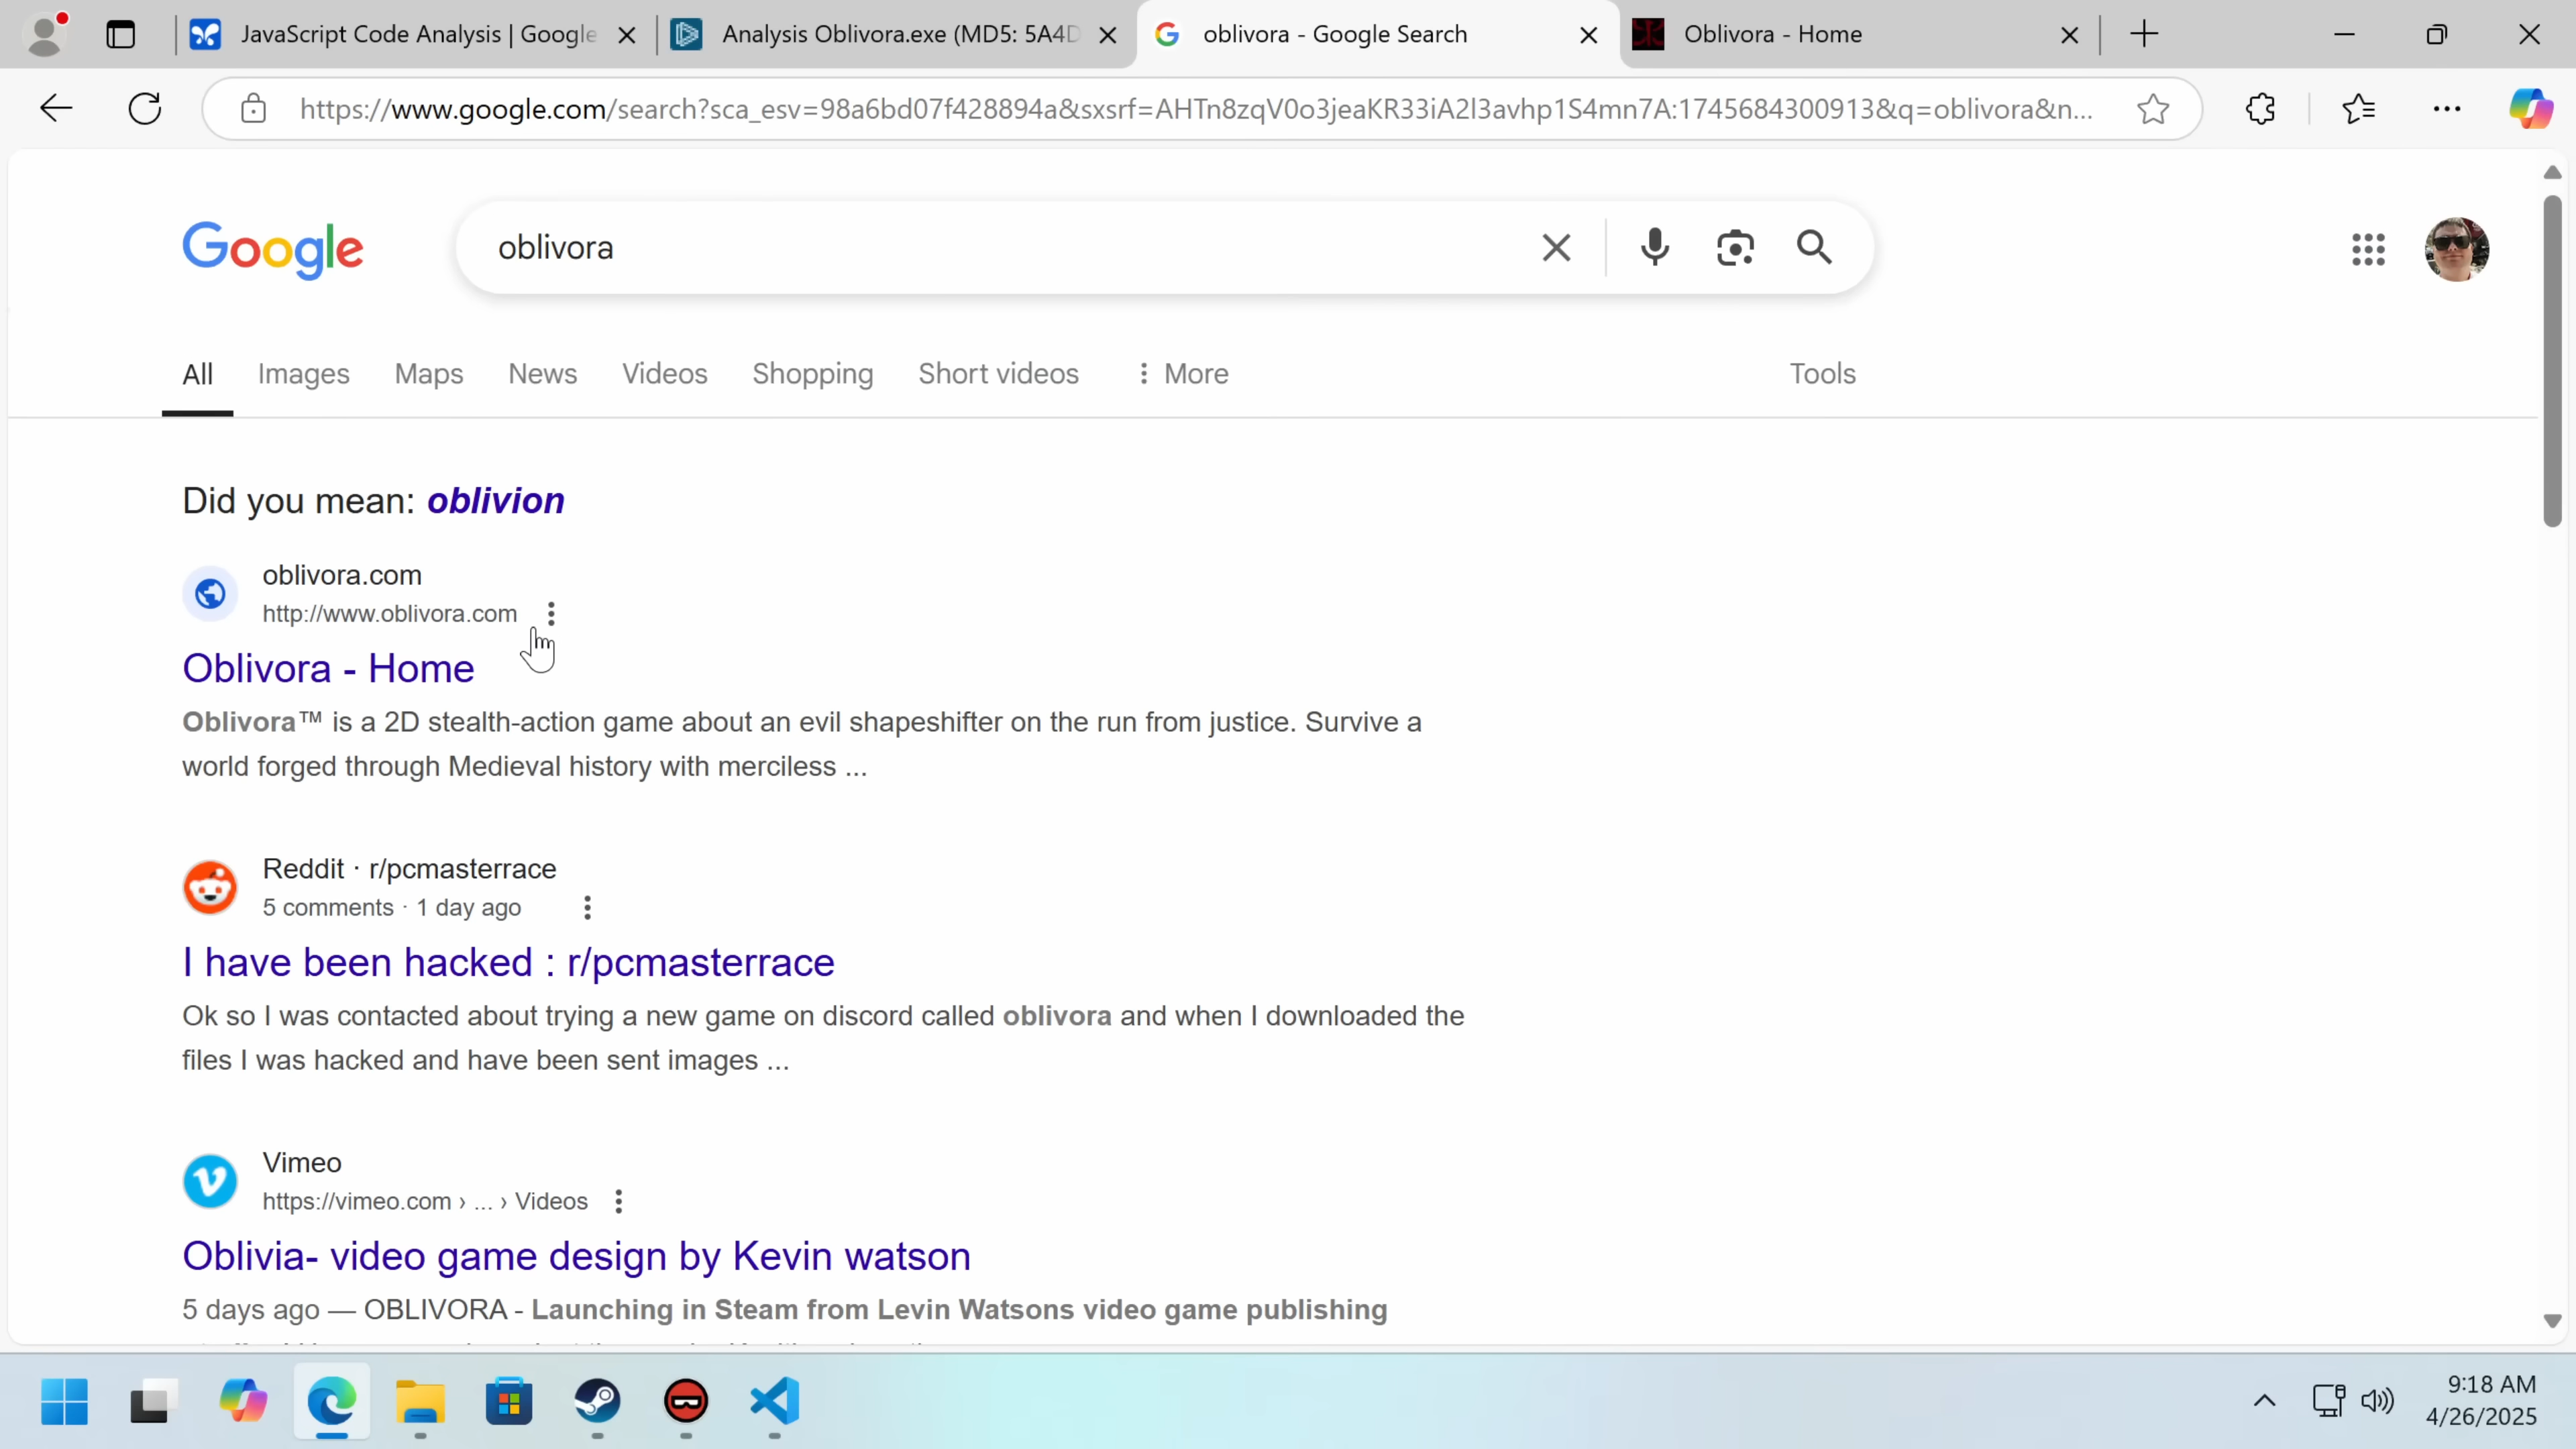 JavaScript Code Analysis | Google
Analysis Oblivora.exe (MD5: 5A4D
oblivora - Google Search
Oblivora - Home
https://www.google.com/search?sca_esv=98a6bd07f428894a&sxsrf=AHTn8zqV0o3jeaKR33iA2l3avhp1S4mn7A:1745684300913&q=oblivora&n...
Google
oblivora
All
Images
Maps
News
Videos
Shopping
Short videos
More
Tools
Did you mean: oblivion
oblivora.com
http://www.oblivora.com
Oblivora - Home
Oblivora™ is a 2D stealth-action game about an evil shapeshifter on the run from justice. Survive a
world forged through Medieval history with merciless ...
Reddit · r/pcmasterrace
5 comments · 1 day ago
I have been hacked : r/pcmasterrace
Ok so I was contacted about trying a new game on discord called oblivora and when I downloaded the
files I was hacked and have been sent images ...
Vimeo
https://vimeo.com › ... › Videos
Oblivia- video game design by Kevin watson
5 days ago — OBLIVORA - Launching in Steam from Levin Watsons video game publishing
9:18 AM
4/26/2025